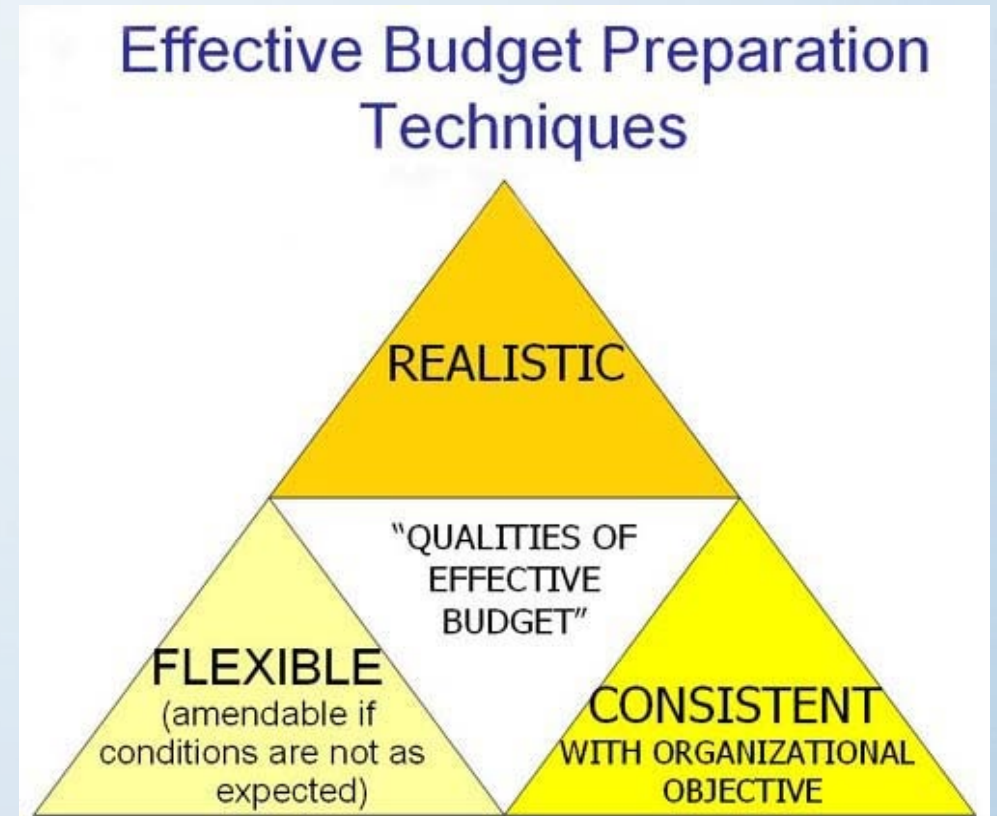 Effective Budget Preparation
Techniques
REALISTIC
"QUALITIES OF
EFFECTIVE
BUDGET"
FLEXIBLE
(amendable if
conditions are not as
expected)
CONSISTENT
WITH ORGANIZATIONAL
OBJECTIVE